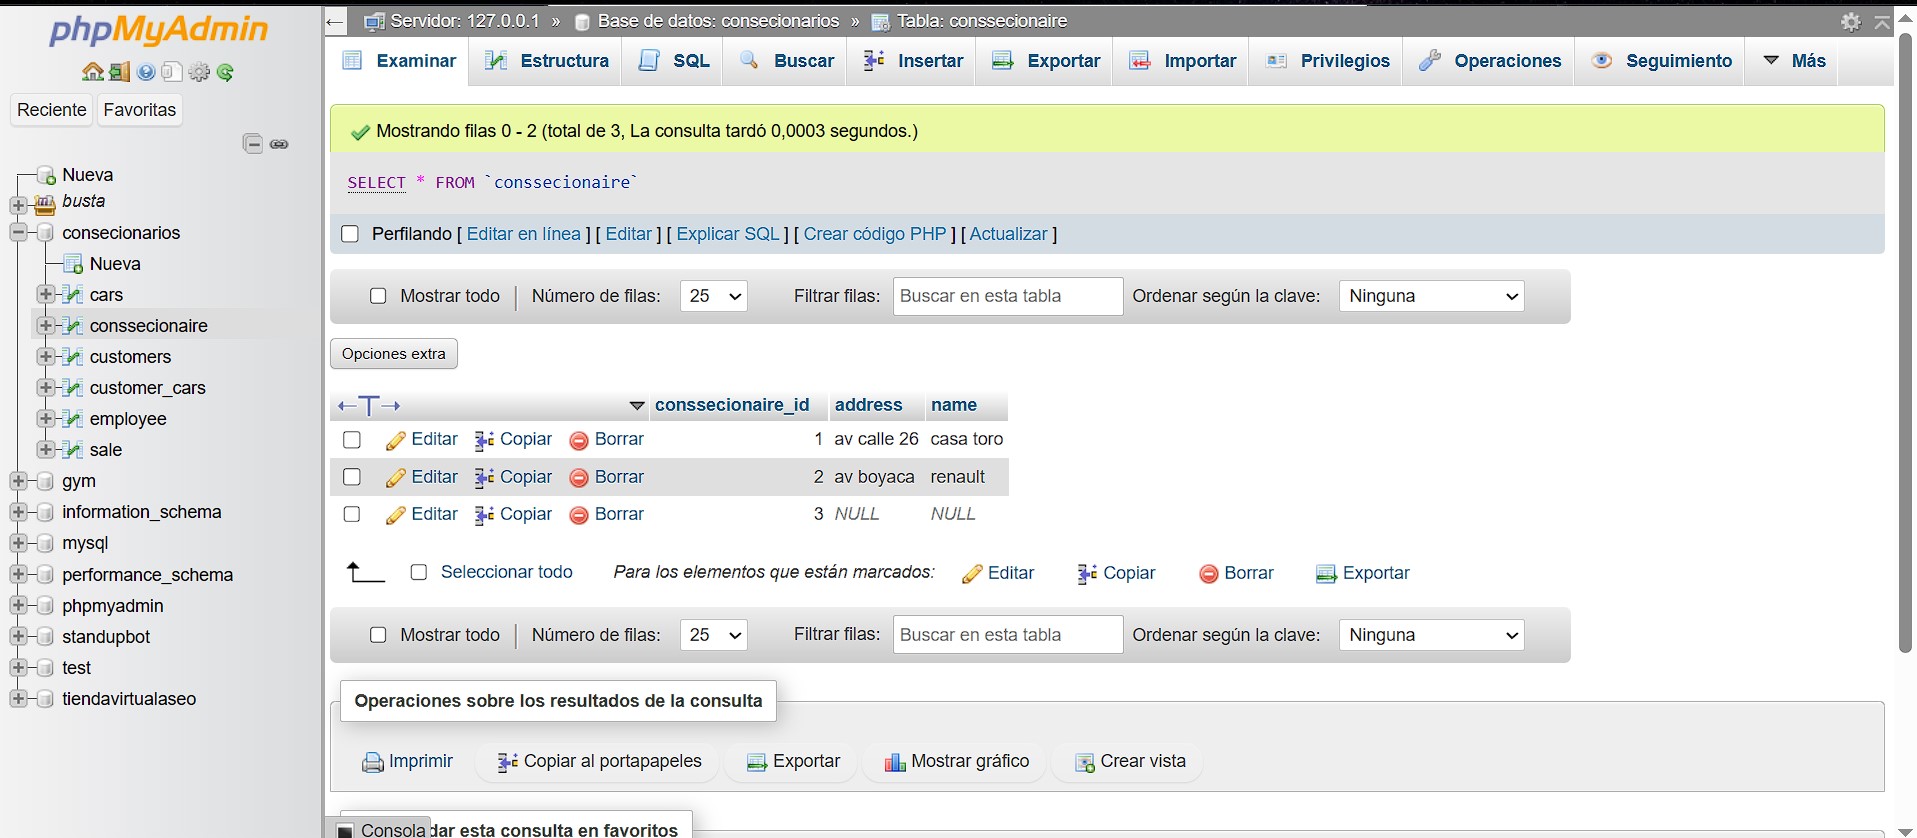 phpMyAdmin
Reciente Favoritas
Nueva
busta
consecionarios
Nueva
cars
conssecionaire
customers
customer_cars
employee
sale
gym
information_schema
mysql
performance_schema
phpmyadmin
standupbot
test
tiendavirtualaseo
Servidor: 127.0.0.1 » Base de datos: consecionarios » Tabla: conssecionaire
Examinar Estructura SQL Buscar Insertar Exportar Importar Privilegios Operaciones Seguimiento Más
Mostrando filas 0 - 2 (total de 3, La consulta tardó 0,0003 segundos.)
SELECT * FROM `conssecionaire`
Perfilando [ Editar en línea ] [ Editar ] [ Explicar SQL ] [ Crear código PHP ] [ Actualizar ]
Mostrar todo | Número de filas: 25 Filtrar filas: Buscar en esta tabla Ordenar según la clave: Ninguna
Opciones extra
←T→ conssecionaire_id address name
Editar Copiar Borrar 1 av calle 26 casa toro
Editar Copiar Borrar 2 av boyaca renault
Editar Copiar Borrar 3 NULL NULL
Seleccionar todo Para los elementos que están marcados: Editar Copiar Borrar Exportar
Mostrar todo | Número de filas: 25 Filtrar filas: Buscar en esta tabla Ordenar según la clave: Ninguna
Operaciones sobre los resultados de la consulta
Imprimir Copiar al portapapeles Exportar Mostrar gráfico Crear vista
Consola dar esta consulta en favoritos